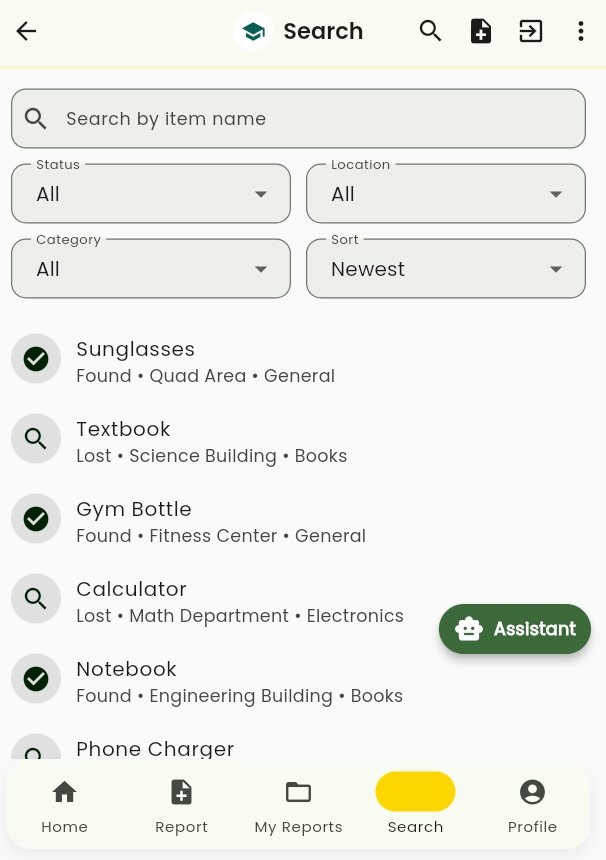 Search
Search by item name
Status
All
Location
All
Category
All
Sort
Newest
Sunglasses
Found • Quad Area • General
Textbook
Lost • Science Building • Books
Gym Bottle
Found • Fitness Center • General
Calculator
Lost • Math Department • Electronics
Assistant
Notebook
Found • Engineering Building • Books
Phone Charger
Home
Report
My Reports
Search
Profile